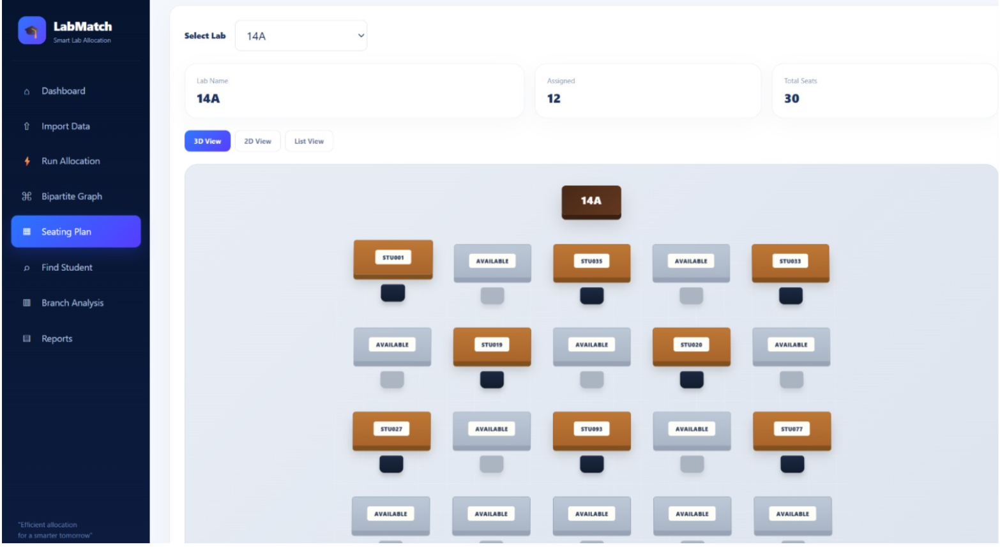 LabMatch
Smart Lab Allocation
Dashboard
Import Data
Run Allocation
Bipartite Graph
Seating Plan
Find Student
Branch Analysis
Reports
"Efficient allocation
for a smarter tomorrow"
Select Lab 14A
Lab Name Assigned Total Seats
14A 12 30
3D View 2D View List View
14A
STU001 AVAILABLE STU035 AVAILABLE STU033
AVAILABLE STU019 AVAILABLE STU020 AVAILABLE
STU027 AVAILABLE STU093 AVAILABLE STU077
AVAILABLE AVAILABLE AVAILABLE AVAILABLE AVAILABLE